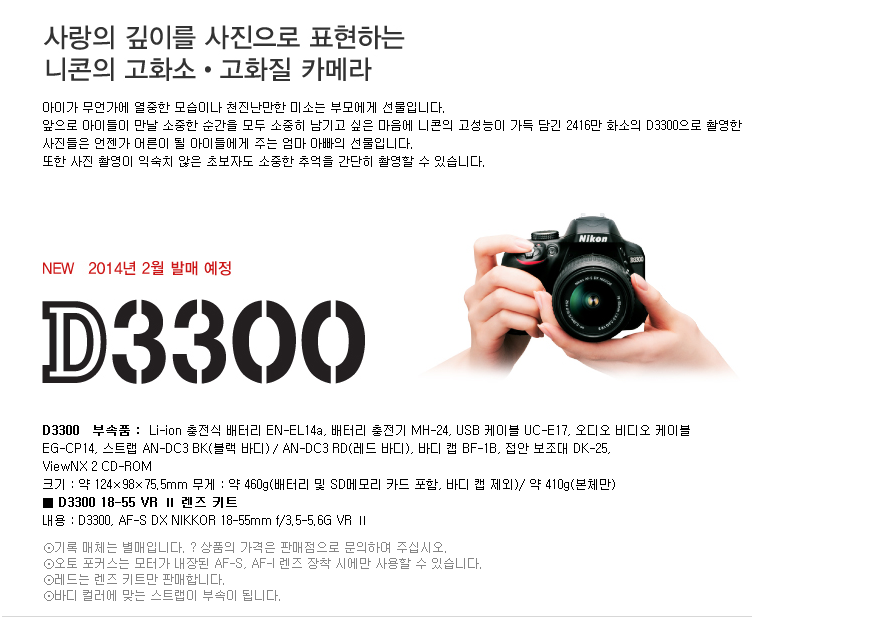 사랑의 깊이를 사진으로 표현하는
니콘의 고화소 • 고화질 카메라
아이가 무언가에 열중한 모습이나 천진난만한 미소는 부모에게 선물입니다.
앞으로 아이들이 만날 소중한 순간을 모두 소중히 남기고 싶은 마음에 니콘의 고성능이 가득 담긴 2416만 화소의 D3300으로 촬영한
사진들은 언젠가 어른이 될 아이들에게 주는 엄마 아빠의 선물입니다.
또한 사진 촬영이 익숙치 않은 초보자도 소중한 추억을 간단히 촬영할 수 있습니다.
NEW 2014년 2월 발매 예정
D3300
Nikon
D3300
D3300 부속품 : Li-ion 충전식 배터리 EN-EL14a, 배터리 충전기 MH-24, USB 케이블 UC-E17, 오디오 비디오 케이블
EG-CP14, 스트랩 AN-DC3 BK(블랙 바디) / AN-DC3 RD(레드 바디), 바디 캡 BF-1B, 접안 보조대 DK-25,
ViewNX 2 CD-ROM
크기 : 약 124×98×75.5mm 무게 : 약 460g(배터리 및 SD메모리 카드 포함, 바디 캡 제외)/ 약 410g(본체만)
■ D3300 18-55 VR Ⅱ 렌즈 키트
내용 : D3300, AF-S DX NIKKOR 18-55mm f/3.5-5.6G VR Ⅱ
⊙기록 매체는 별매입니다. ? 상품의 가격은 판매점으로 문의하여 주십시오.
⊙오토 포커스는 모터가 내장된 AF-S, AF-I 렌즈 장착 시에만 사용할 수 있습니다.
⊙레드는 렌즈 키트만 판매합니다.
⊙바디 컬러에 맞는 스트랩이 부속이 됩니다.